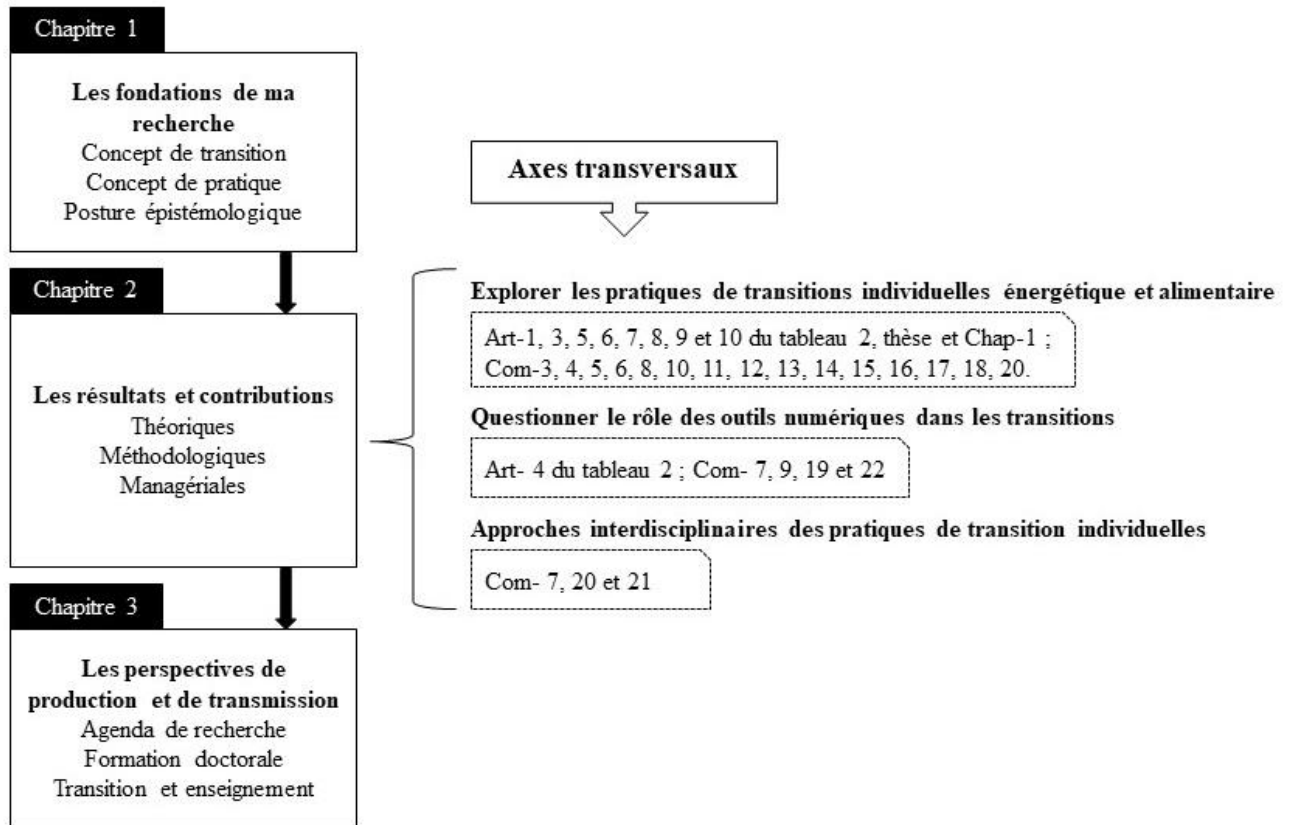 Chapitre 1
Les fondations de ma
recherche
Concept de transition
Concept de pratique
Posture épistémologique
Axes transversaux
Chapitre 2
Les résultats et contributions
Théoriques
Méthodologiques
Managériales
Explorer les pratiques de transitions individuelles énergétique et alimentaire
Art-1, 3, 5, 6, 7, 8, 9 et 10 du tableau 2, thèse et Chap-1 ;
Com-3, 4, 5, 6, 8, 10, 11, 12, 13, 14, 15, 16, 17, 18, 20.
Questionner le rôle des outils numériques dans les transitions
Art- 4 du tableau 2 ; Com- 7, 9, 19 et 22
Approches interdisciplinaires des pratiques de transition individuelles
Com- 7, 20 et 21
Chapitre 3
Les perspectives de
production et de transmission
Agenda de recherche
Formation doctorale
Transition et enseignement